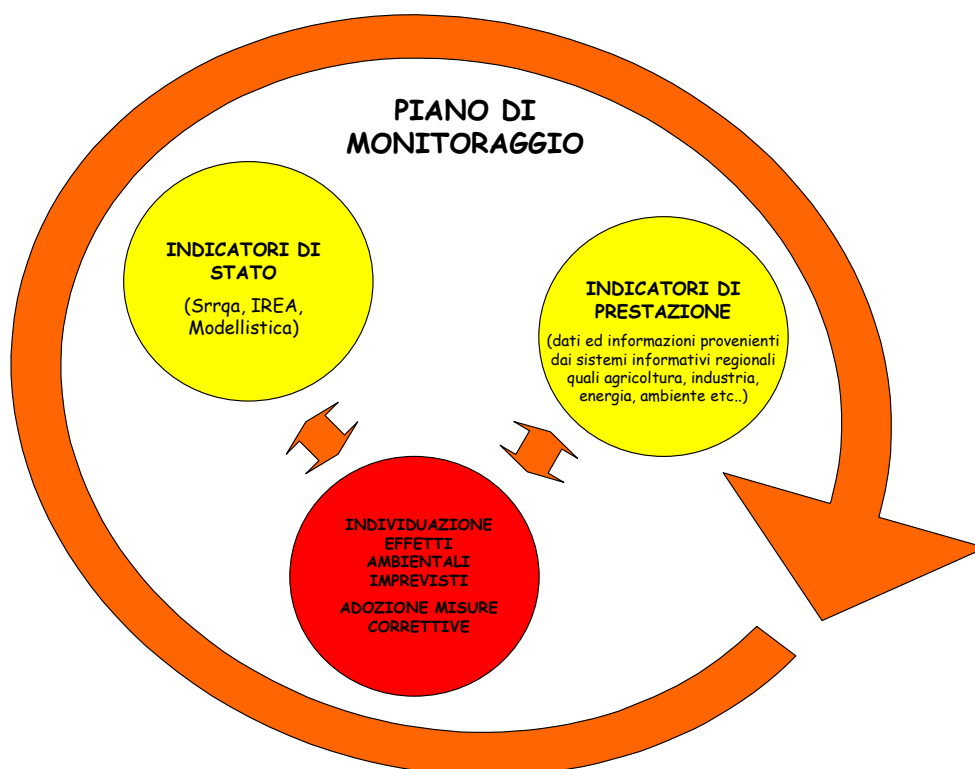 PIANO DI
MONITORAGGIO
INDICATORI DI
STATO
(Srrqa, IREA,
Modellistica)
INDICATORI DI
PRESTAZIONE
(dati ed informazioni provenienti
dai sistemi informativi regionali
quali agricoltura, industria,
energia, ambiente etc..)
INDIVIDUAZIONE
EFFETTI
AMBIENTALI
IMPREVISTI
ADOZIONE MISURE
CORRETTIVE